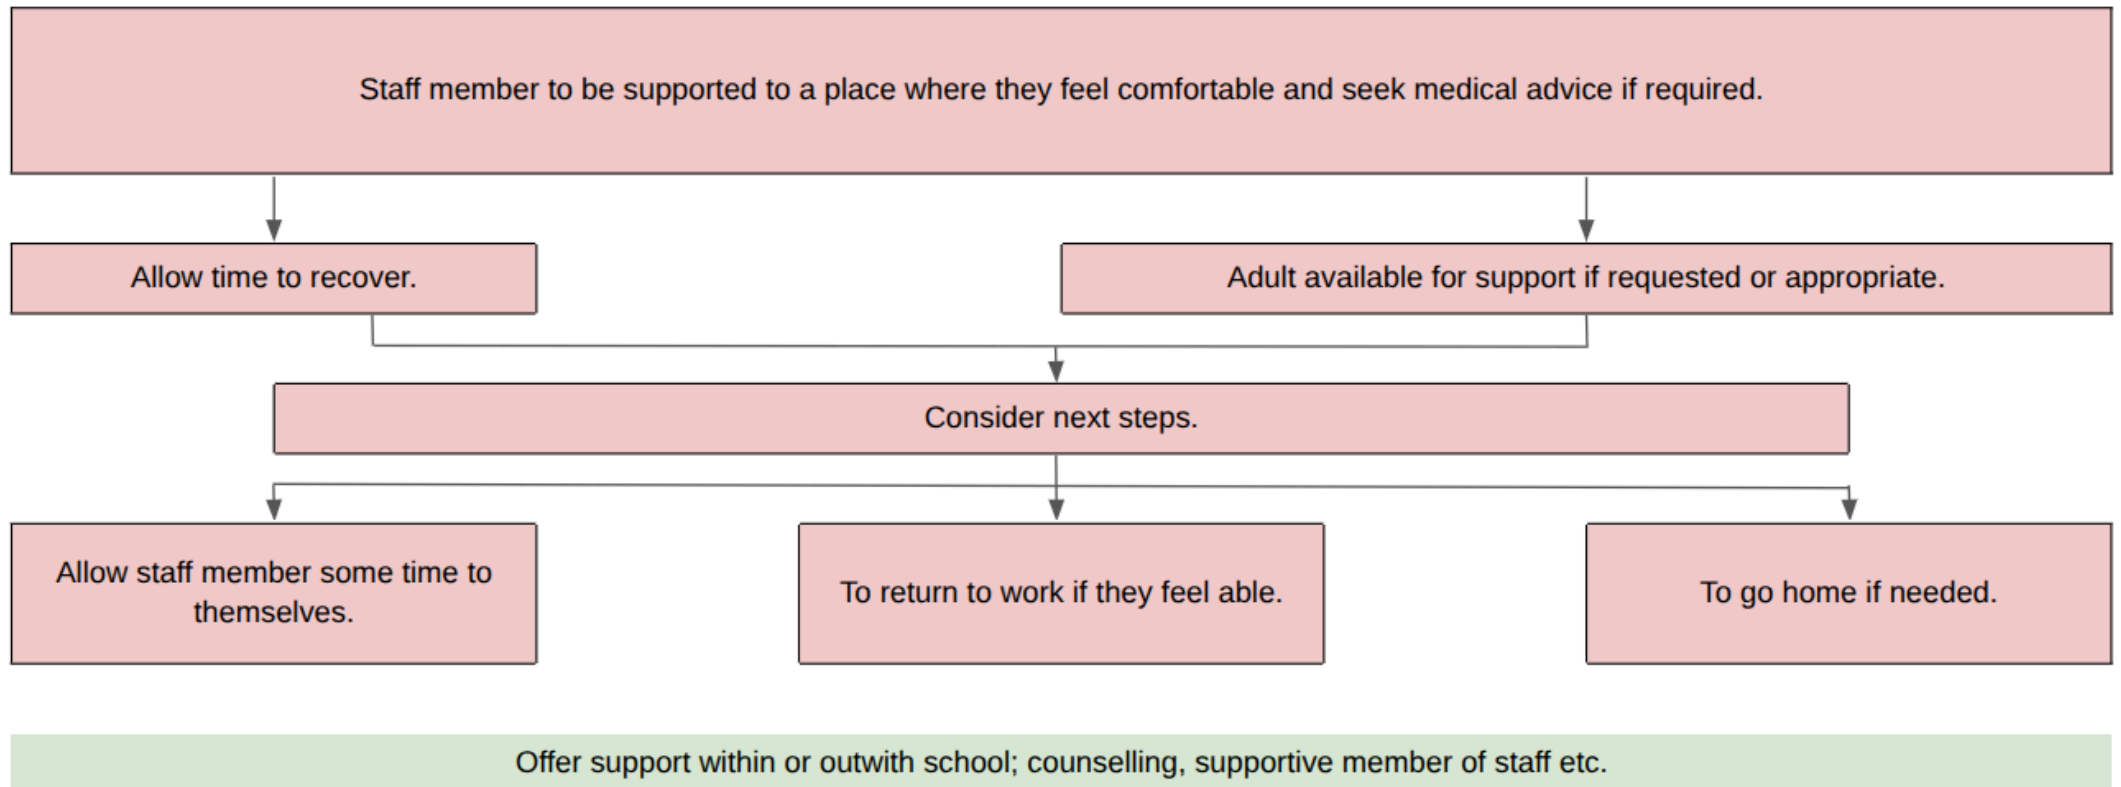 Staff member to be supported to a place where they feel comfortable and seek medical advice if required.
Allow time to recover.
Adult available for support if requested or appropriate.
Consider next steps.
Allow staff member some time to
themselves.
To return to work if they feel able.
To go home if needed.
Offer support within or outwith school; counselling, supportive member of staff etc.